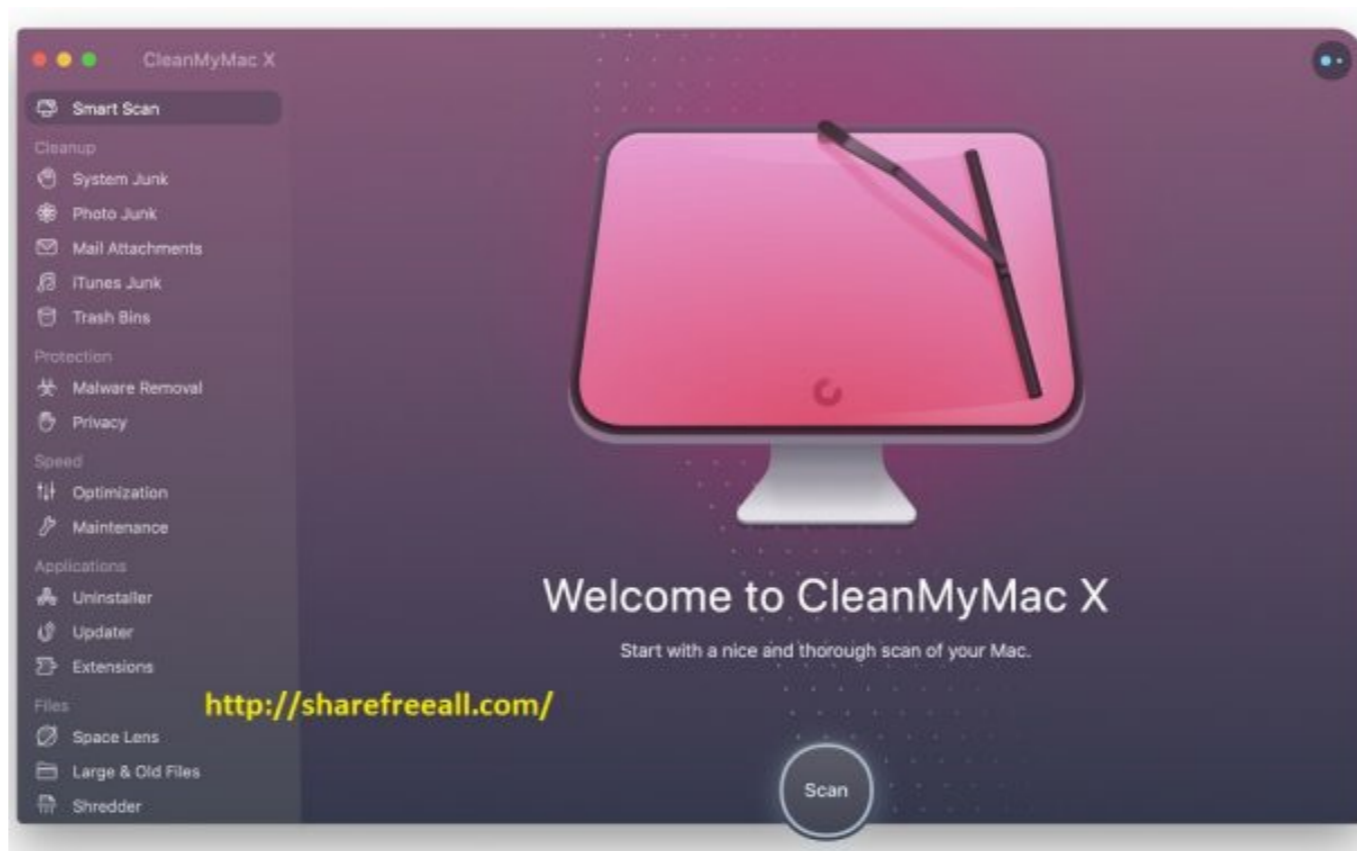 CleanMyMac X
Smart Scan
Cleanup
System Junk
Photo Junk
Mail Attachments
iTunes Junk
Trash Bins
Protection
Malware Removal
Privacy
Speed
Optimization
Maintenance
Applications
Uninstaller
Updater
Extensions
Files
Space Lens
Large & Old Files
Shredder
Welcome to CleanMyMac X
Start with a nice and thorough scan of your Mac.
http://sharefreeall.com/
Scan